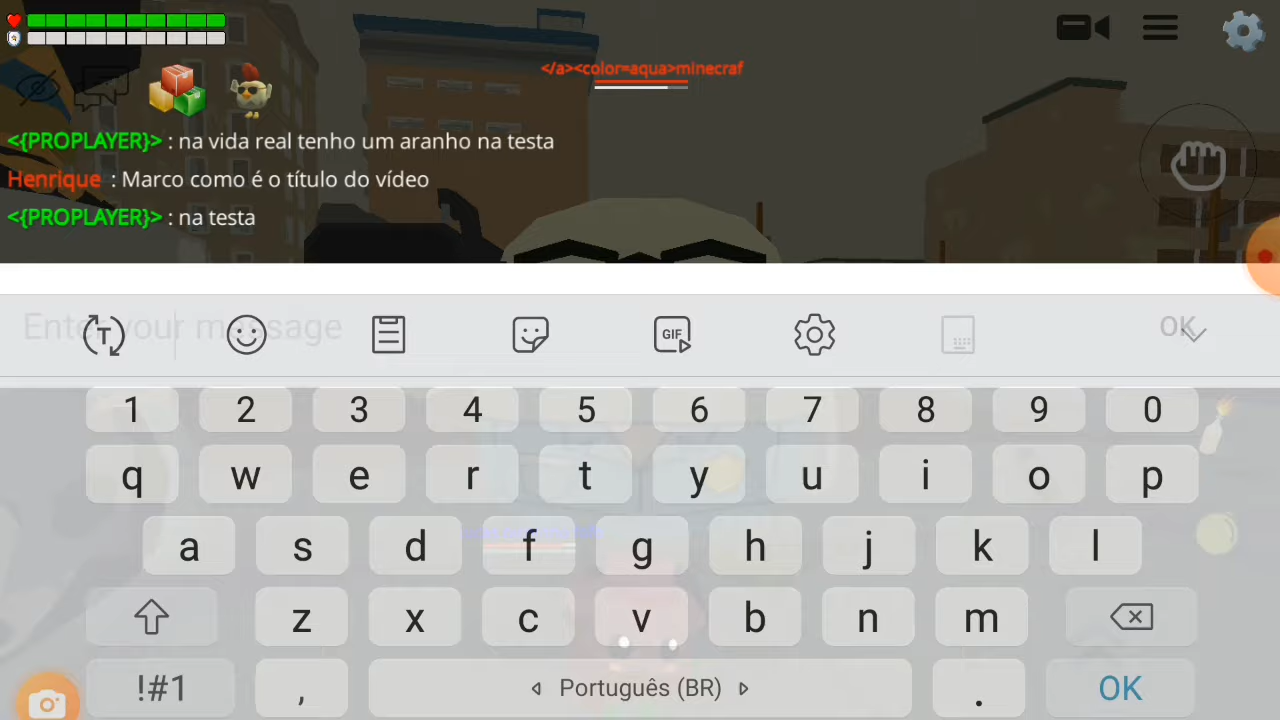 </a><color=aqua>minecraf
<{PROPLAYER}> : na vida real tenho um aranho na testa
Henrique : Marco como é o título do vídeo
<{PROPLAYER}> : na testa
Enter your message
T
GIF
OK
1 2 3 4 5 6 7 8 9 0
q w e r t y u i o p
a s d f g h j k l
z x c v b n m
!#1 , Português (BR) . OK